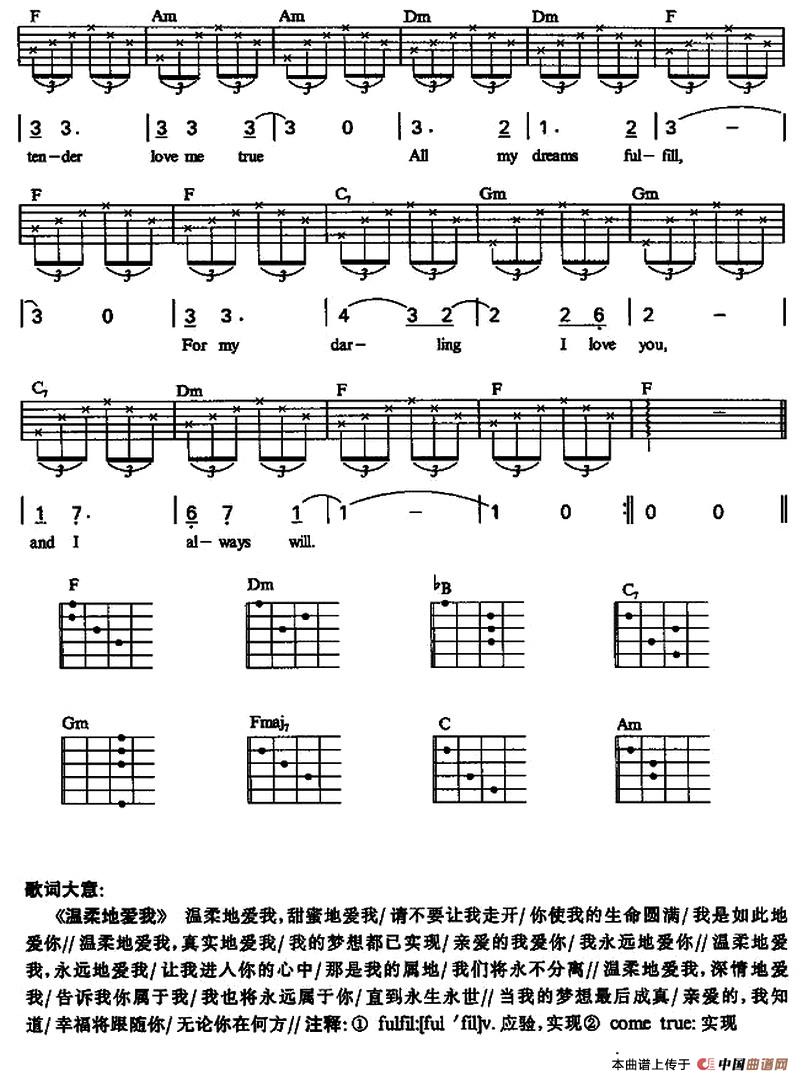 F Am Am Dm Dm F
3 3 3 3 3 3 3 3 3 3 3 3
3 3. 3 3 3 3 0 3. 2 1. 2 3 -
ten-der love me true All my dreams ful- fill,
F F C7 Gm Gm
3 3 3 3 3 3 3 3 3 3
3 0 3 3. 4 3 2 2 2 6 2 -
For my dar- ling I love you,
C7 Dm F F F
3 3 3 3 3 3 3 3
1 7. 6 7 1 1 - 1 0 0 0
and I al-ways will.
F Dm ♭B C7
Gm Fmaj7 C Am
歌词大意:
《温柔地爱我》 温柔地爱我,甜蜜地爱我/请不要让我走开/你使我的生命圆满/我是如此地
爱你//温柔地爱我,真实地爱我/我的梦想都已实现/亲爱的我爱你/我永远地爱你//温柔地爱
我,永远地爱我/让我进人你的心中/那是我的属地/我们将永不分离//温柔地爱我,深情地爱
我/告诉我你属于我/我也将永远属于你/直到永生永世//当我的梦想最后成真/亲爱的,我知
道/幸福将跟随你/无论你在何方//注释:① fulfil:[ful ′fil]v.应验,实现② come true:实现
本曲谱上传于 中国曲谱网